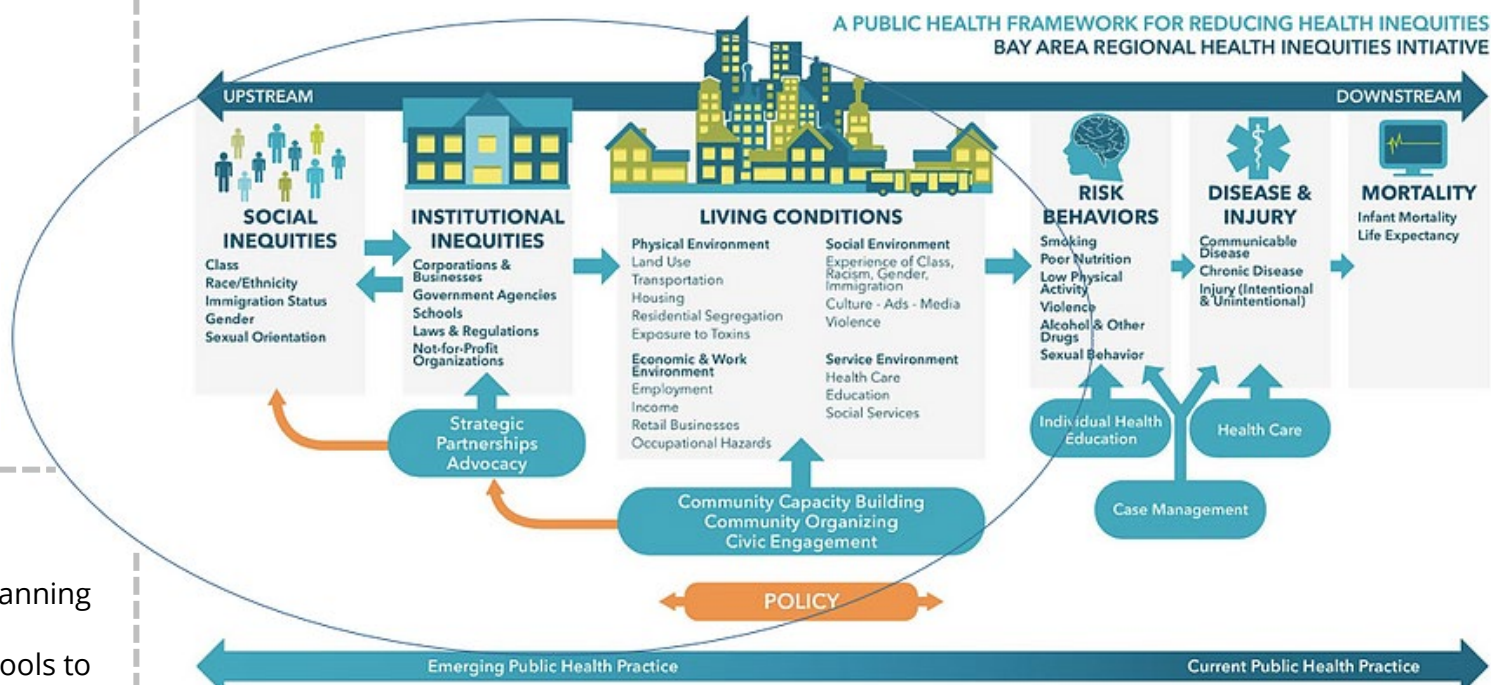 A PUBLIC HEALTH FRAMEWORK FOR REDUCING HEALTH INEQUITIES
BAY AREA REGIONAL HEALTH INEQUITIES INTIATIVE
UPSTREAM
DOWNSTREAM
SOCIAL
INEQUITIES
Class
Race/Ethnicity
Immigration Status
Gender
Sexual Orientation
INSTITUTIONAL
INEQUITIES
Corporations &
Businesses
Government Agencies
Schools
Laws & Regulations
Not-for-Profit
Organizations
LIVING CONDITIONS
Physical Environment
Land Use
Transportation
Housing
Residential Segregation
Exposure to Toxins
Economic & Work
Environment
Employment
Income
Retail Businesses
Occupational Hazards
Social Environment
Experience of Class,
Racism, Gender,
Immigration
Culture - Ads - Media
Violence
Service Environment
Health Care
Education
Social Services
RISK
BEHAVIORS
Smoking
Poor Nutrition
Low Physical
Activity
Violence
Alcohol & Other
Drugs
Sexual Behavior
DISEASE &
INJURY
Communicable
Disease
Chronic Disease
Injury (Intentional
& Unintentional)
MORTALITY
Infant Mortality
Life Expectancy
Strategic
Partnerships
Advocacy
Individual Health
Education
Health Care
Case Management
Community Capacity Building
Community Organizing
Civic Engagement
POLICY
anning
ools to
Emerging Public Health Practice
Current Public Health Practice